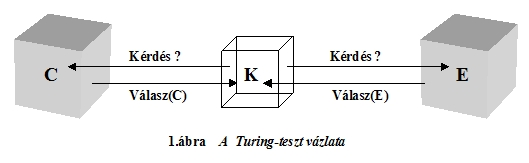 Kérdés ?
Kérdés ?
C
K
E
Válasz(C)
Válasz(E)
1.ábra A Turing-teszt vázlata